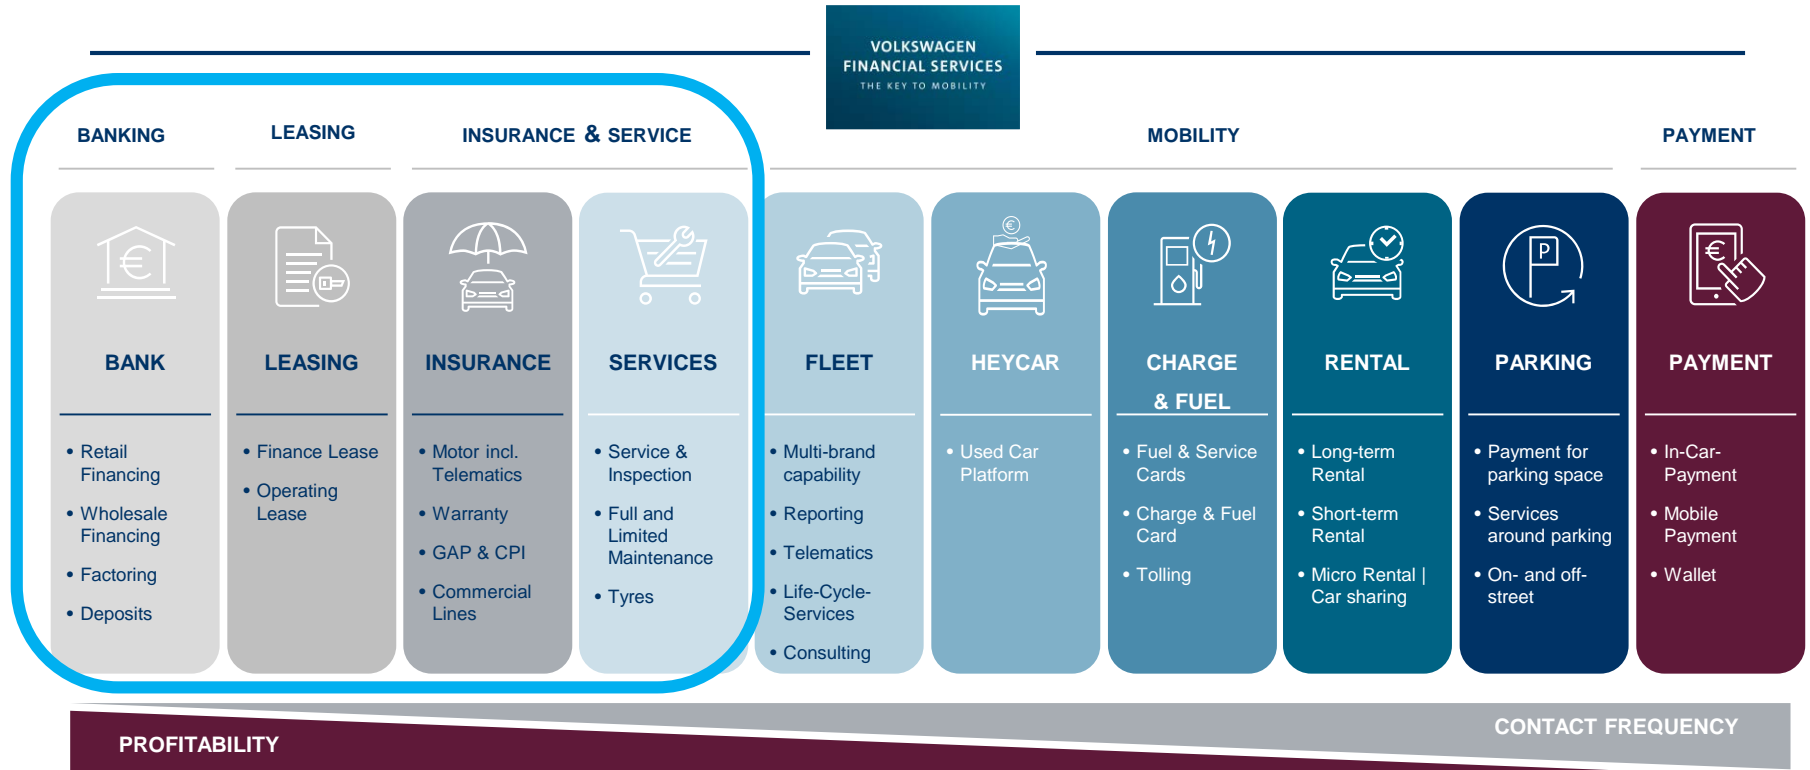 VOLKSWAGEN
FINANCIAL SERVICES
THE KEY TO MOBILITY
BANKING
LEASING
INSURANCE & SERVICE
MOBILITY
PAYMENT
€
BANK
• Retail
Financing
• Wholesale
Financing
• Factoring
• Deposits
LEASING
• Finance Lease
• Operating
Lease
INSURANCE
• Motor incl.
Telematics
• Warranty
• GAP & CPI
• Commercial
Lines
SERVICES
• Service &
Inspection
• Full and
Limited
Maintenance
• Tyres
FLEET
• Multi-brand
capability
• Reporting
• Telematics
• Life-Cycle-
Services
• Consulting
€
HEYCAR
• Used Car
Platform
CHARGE
& FUEL
• Fuel & Service
Cards
• Charge & Fuel
Card
• Tolling
RENTAL
• Long-term
Rental
• Short-term
Rental
• Micro Rental |
Car sharing
P
PARKING
• Payment for
parking space
• Services
around parking
• On- and off-
street
€
PAYMENT
• In-Car-
Payment
• Mobile
Payment
• Wallet
CONTACT FREQUENCY
PROFITABILITY